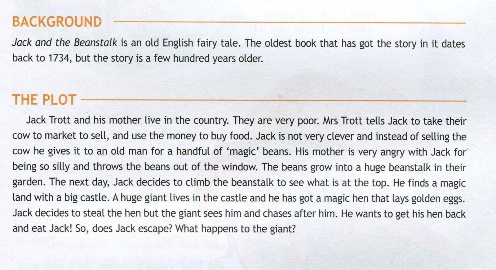 BACKGROUND
Jack and the Beanstalk is an old English fairy tale. The oldest book that has got the story in it dates
back to 1734, but the story is a few hundred years older.
THE PLOT
Jack Trott and his mother live in the country. They are very poor. Mrs Trott tells Jack to take their
cow to market to sell, and use the money to buy food. Jack is not very clever and instead of selling the
cow he gives it to an old man for a handful of 'magic' beans. His mother is very angry with Jack for
being so silly and throws the beans out of the window. The beans grow into a huge beanstalk in their
garden. The next day, Jack decides to climb the beanstalk to see what is at the top. He finds a magic
land with a big castle. A huge giant lives in the castle and he has got a magic hen that lays golden eggs.
Jack decides to steal the hen but the giant sees him and chases after him. He wants to get his hen back
and eat Jack! So, does Jack escape? What happens to the giant?